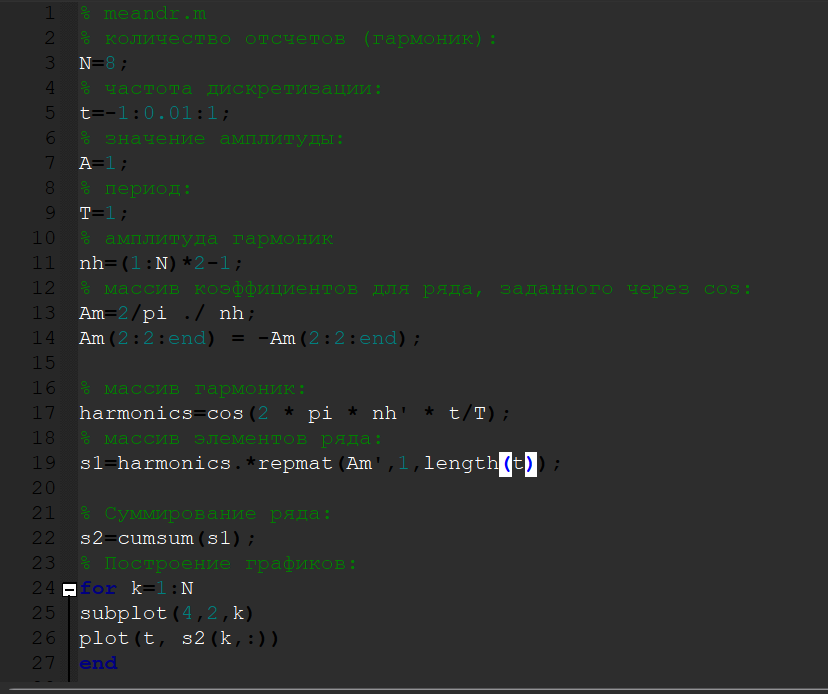 1 % meandr.m
2 % количество отсчетов (гармоник):
3 N=8;
4 % частота дискретизации:
5 t=-1:0.01:1;
6 % значение амплитуды:
7 A=1;
8 % период:
9 T=1;
10 % амплитуда гармоник
11 nh=(1:N)*2-1;
12 % массив коэффициентов для ряда, заданного через cos:
13 Am=2/pi ./ nh;
14 Am(2:2:end) = -Am(2:2:end);
15
16 % массив гармоник:
17 harmonics=cos(2 * pi * nh' * t/T);
18 % массив элементов ряда:
19 s1=harmonics.*repmat(Am',1,length(t));
20
21 % Суммирование ряда:
22 s2=cumsum(s1);
23 % Построение графиков:
24 for k=1:N
25 subplot(4,2,k)
26 plot(t, s2(k,:))
27 end